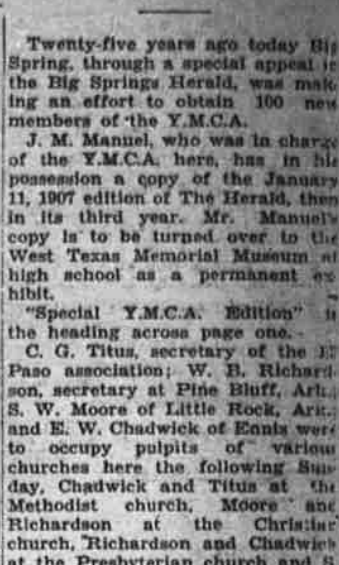 Twenty-five years ago today Big
Spring, through a special appeal in
the Big Springs Herald, was mak-
ing an effort to obtain 100 new
members of the Y.M.C.A.
J. M. Manuel, who was in charge
of the Y.M.C.A. here, has in his
possession a copy of the January
11, 1907 edition of The Herald, then
in its third year. Mr. Manuel's
copy is to be turned over to the
West Texas Memorial Museum at
high school as a permanent ex-
hibit.
"Special Y.M.C.A. Edition" is
the heading across page one.
C. G. Titus, secretary of the El
Paso association; W. B. Richard-
son, secretary at Pine Bluff, Ark.;
S. W. Moore of Little Rock, Ark.;
and E. W. Chadwick of Ennis were
to occupy pulpits of various
churches here the following Sun-
day, Chadwick and Titus at the
Methodist church, Moore and
Richardson at the Christian
church, Richardson and Chadwick
at the Presbyterian church and S.